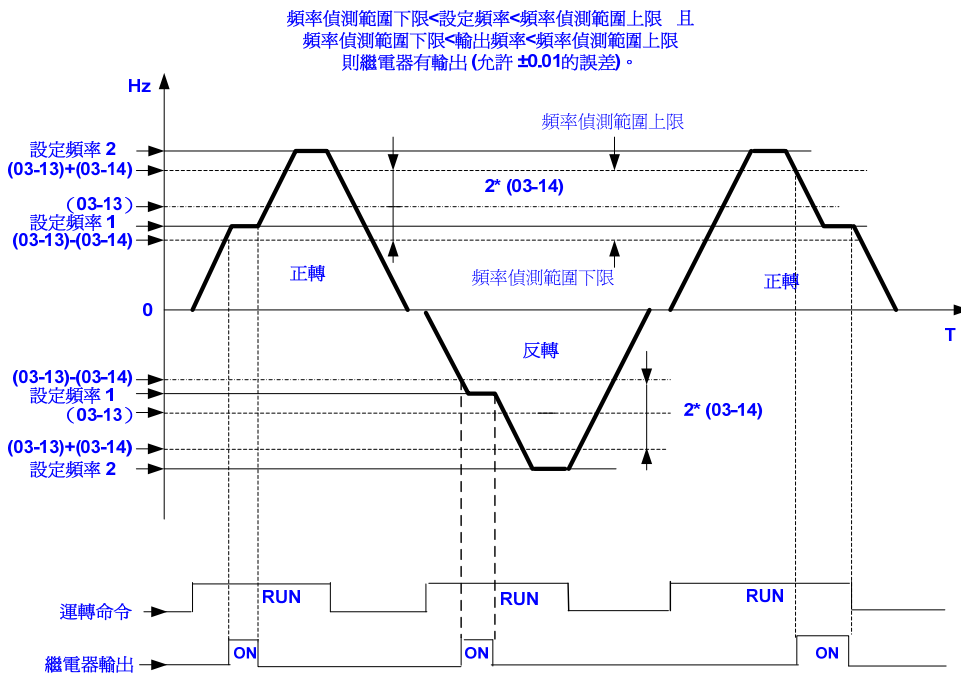 頻率偵測範圍下限<設定頻率<頻率偵測範圍上限 且
頻率偵測範圍下限<輸出頻率<頻率偵測範圍上限
則繼電器有輸出 (允許 ±0.01的誤差)。
Hz
頻率偵測範圍上限
設定頻率 2
(03-13)+(03-14)
2* (03-14)
(03-13)
設定頻率 1
(03-13)-(03-14)
正轉
頻率偵測範圍下限
正轉
0
T
反轉
(03-13)-(03-14)
設定頻率 1
(03-13)
2* (03-14)
(03-13)+(03-14)
設定頻率 2
RUN
RUN
RUN
運轉命令
ON
ON
ON
繼電器輸出